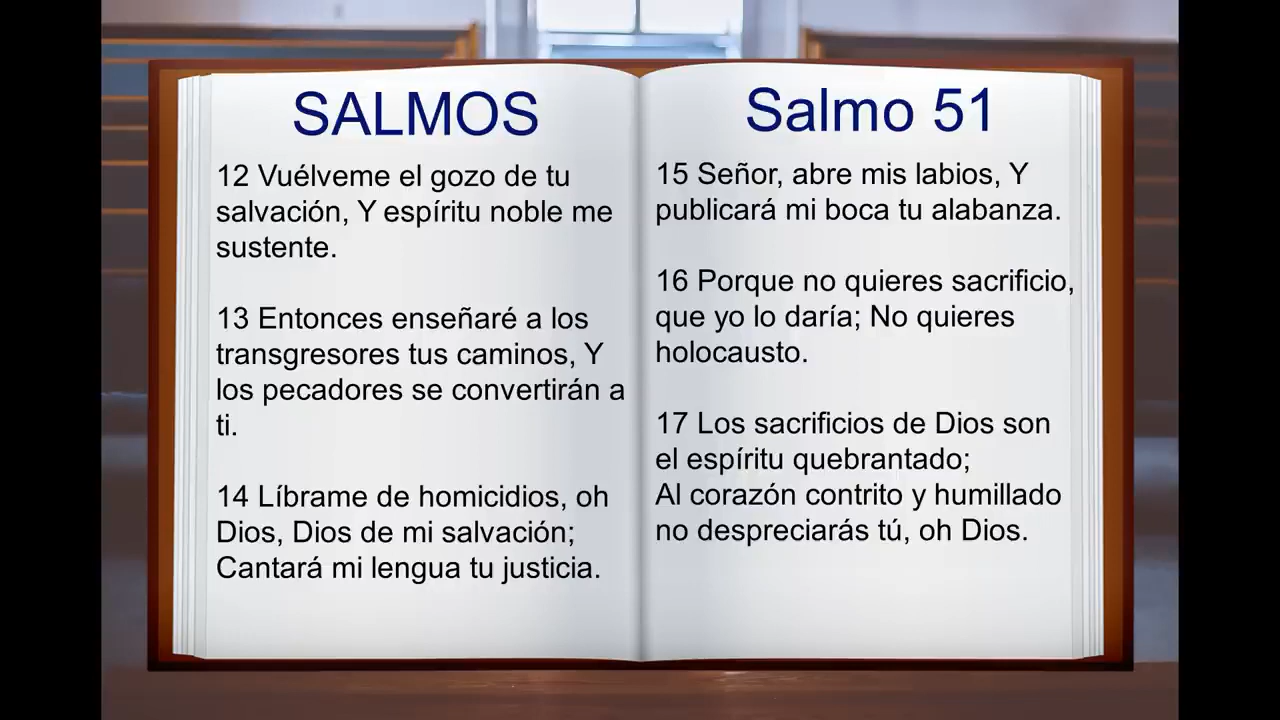 SALMOS
12 Vuélveme el gozo de tu
salvación, Y espíritu noble me
sustente.
13 Entonces enseñaré a los
transgresores tus caminos, Y
los pecadores se convertirán a
ti.
14 Líbrame de homicidios, oh
Dios, Dios de mi salvación;
Cantará mi lengua tu justicia.
Salmo 51
15 Señor, abre mis labios, Y
publicará mi boca tu alabanza.
16 Porque no quieres sacrificio,
que yo lo daría; No quieres
holocausto.
17 Los sacrificios de Dios son
el espíritu quebrantado;
Al corazón contrito y humillado
no despreciarás tú, oh Dios.